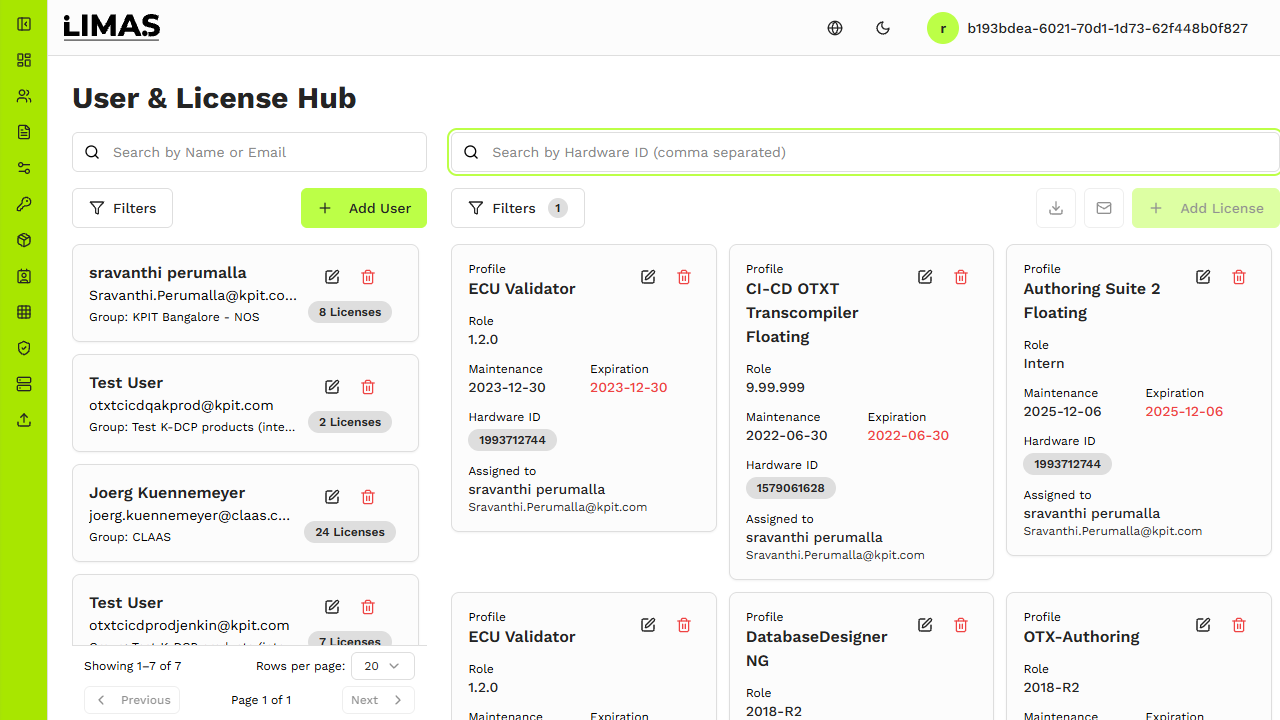 LIMAS
r
b193bdea-6021-70d1-1d73-62f448b0f827
User & License Hub
Search by Name or Email
Filters
Add User
sravanthi perumalla
Sravanthi.Perumalla@kpit.co...
Group: KPIT Bangalore - NOS
8 Licenses
Test User
otxtcicdqakprod@kpit.com
Group: Test K-DCP products (inte...
2 Licenses
Joerg Kuennemeyer
joerg.kuennemeyer@claas.c...
Group: CLAAS
24 Licenses
Test User
otxtcicdprodjenkin@kpit.com
Group: Test K-DCP products (inte...
7 Licenses
Showing 1–7 of 7
Rows per page:
20
Previous
Page 1 of 1
Next
Search by Hardware ID (comma separated)
Filters
1
Add License
Profile
ECU Validator
Role
1.2.0
Maintenance
2023-12-30
Expiration
2023-12-30
Hardware ID
1993712744
Assigned to
sravanthi perumalla
Sravanthi.Perumalla@kpit.com
Profile
CI-CD OTXT
Transcompiler
Floating
Role
9.99.999
Maintenance
2022-06-30
Expiration
2022-06-30
Hardware ID
1579061628
Assigned to
sravanthi perumalla
Sravanthi.Perumalla@kpit.com
Profile
Authoring Suite 2
Floating
Role
Intern
Maintenance
2025-12-06
Expiration
2025-12-06
Hardware ID
1993712744
Assigned to
sravanthi perumalla
Sravanthi.Perumalla@kpit.com
Profile
ECU Validator
Role
1.2.0
Maintenance
Expiration
Profile
DatabaseDesigner
NG
Role
2018-R2
Profile
OTX-Authoring
Role
2018-R2
Maintenance
Expiration